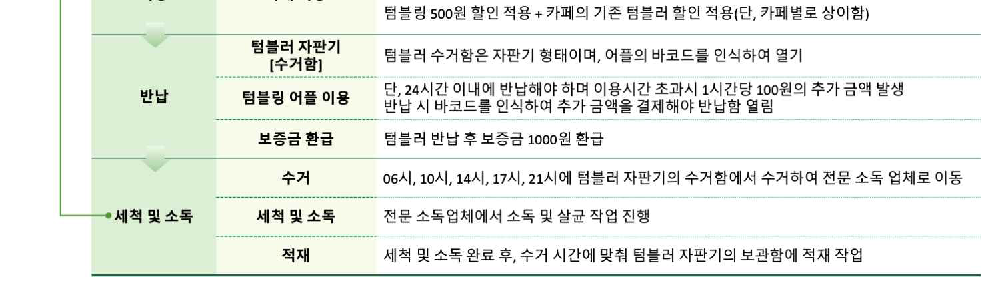 텀블링 500원 할인 적용 + 카페의 기존 텀블러 할인 적용(단, 카페별로 상이함)
반납
텀블러 자판기
[수거함]
텀블러 수거함은 자판기 형태이며, 어플의 바코드를 인식하여 열기
텀블링 어플 이용
단, 24시간 이내에 반납해야 하며 이용시간 초과시 1시간당 100원의 추가 금액 발생
반납 시 바코드를 인식하여 추가 금액을 결제해야 반납함 열림
보증금 환급
텀블러 반납 후 보증금 1000원 환급
세척 및 소독
수거
06시, 10시, 14시, 17시, 21시에 텀블러 자판기의 수거함에서 수거하여 전문 소독 업체로 이동
세척 및 소독
전문 소독업체에서 소독 및 살균 작업 진행
적재
세척 및 소독 완료 후, 수거 시간에 맞춰 텀블러 자판기의 보관함에 적재 작업